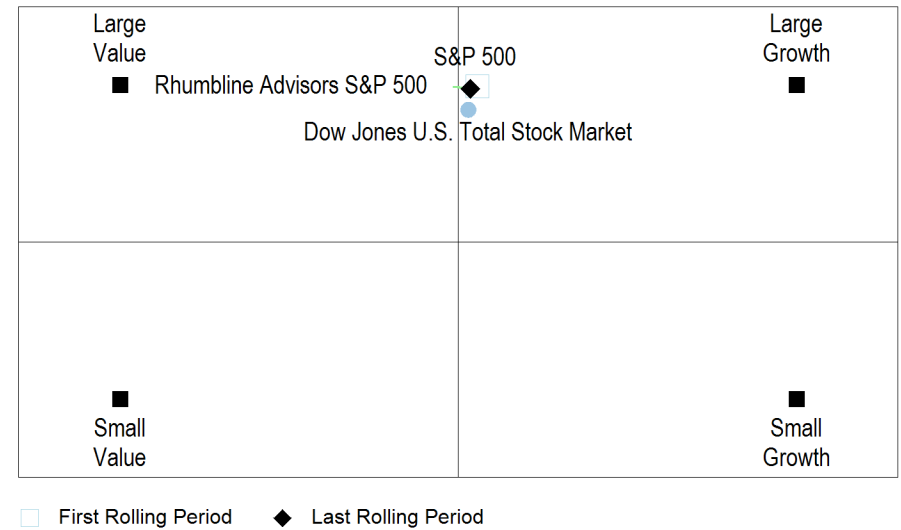 Large
Value
Large
Growth
S&P 500
Rhumbline Advisors S&P 500
Dow Jones U.S. Total Stock Market
Small
Value
Small
Growth
First Rolling Period
Last Rolling Period